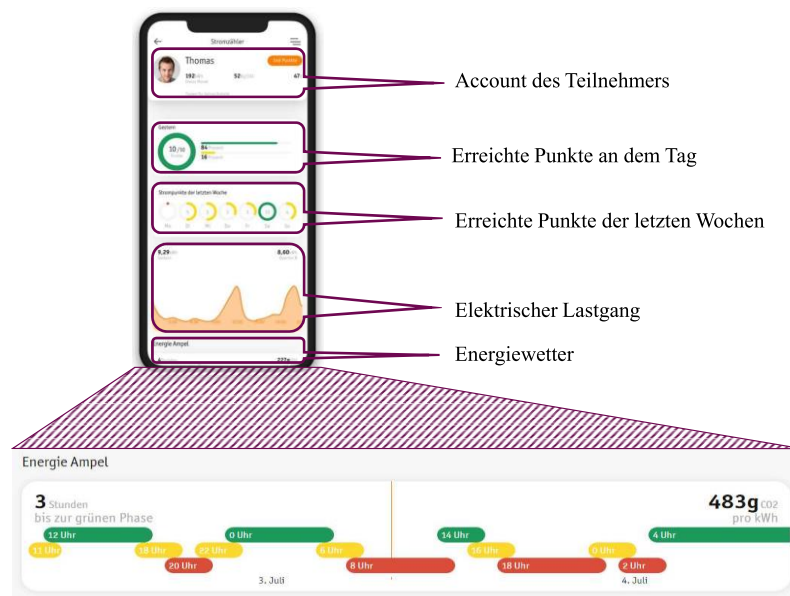 Stromzähler
Thomas
192
52
47
Account des Teilnehmers
Gestern
10/10
84
16
Erreichte Punkte an dem Tag
Strompunkte der letzten Woche
Erreichte Punkte der letzten Wochen
9,29
8,60
Elektrischer Lastgang
Energie Ampel
Energiewetter
227g
Energie Ampel
3 Stunden
bis zur grünen Phase
483g CO2
pro kWh
12 Uhr 0 Uhr 14 Uhr 4 Uhr
11 Uhr 18 Uhr 22 Uhr 6 Uhr 16 Uhr 0 Uhr
20 Uhr 8 Uhr 18 Uhr 2 Uhr
3. Juli 4. Juli